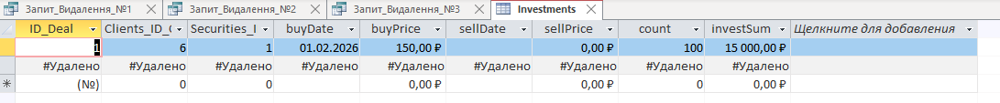 Запит_Видалення_№1 × Запит_Видалення_№2 × Запит_Видалення_№3 × Investments ×
ID_Deal Clients_ID_C Securities_I buyDate buyPrice sellDate sellPrice count investSum Щелкните для добавления
1 6 1 01.02.2026 150,00 ₽ 0,00 ₽ 100 15 000,00 ₽
#Удалено #Удалено #Удалено #Удалено #Удалено #Удалено #Удалено #Удалено #Удалено
* (№) 0 0 0,00 ₽ 0,00 ₽ 0 0,00 ₽